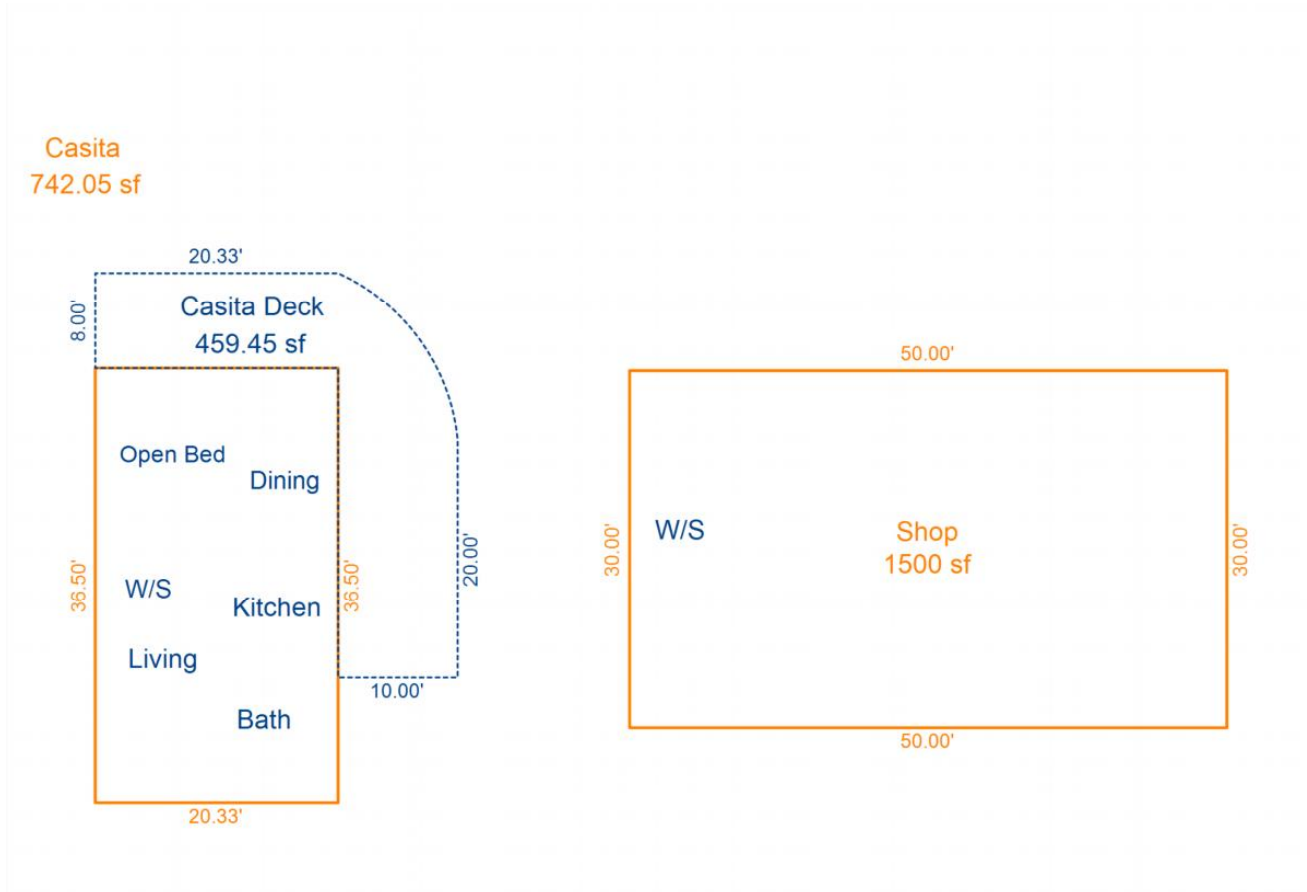 Casita
742.05 sf
20.33'
8.00'
Casita Deck
459.45 sf
50.00'
Open Bed
Dining
36.50'
36.50'
20.00'
W/S
Kitchen
Living
10.00'
Bath
20.33'
30.00'
W/S
Shop
1500 sf
30.00'
50.00'